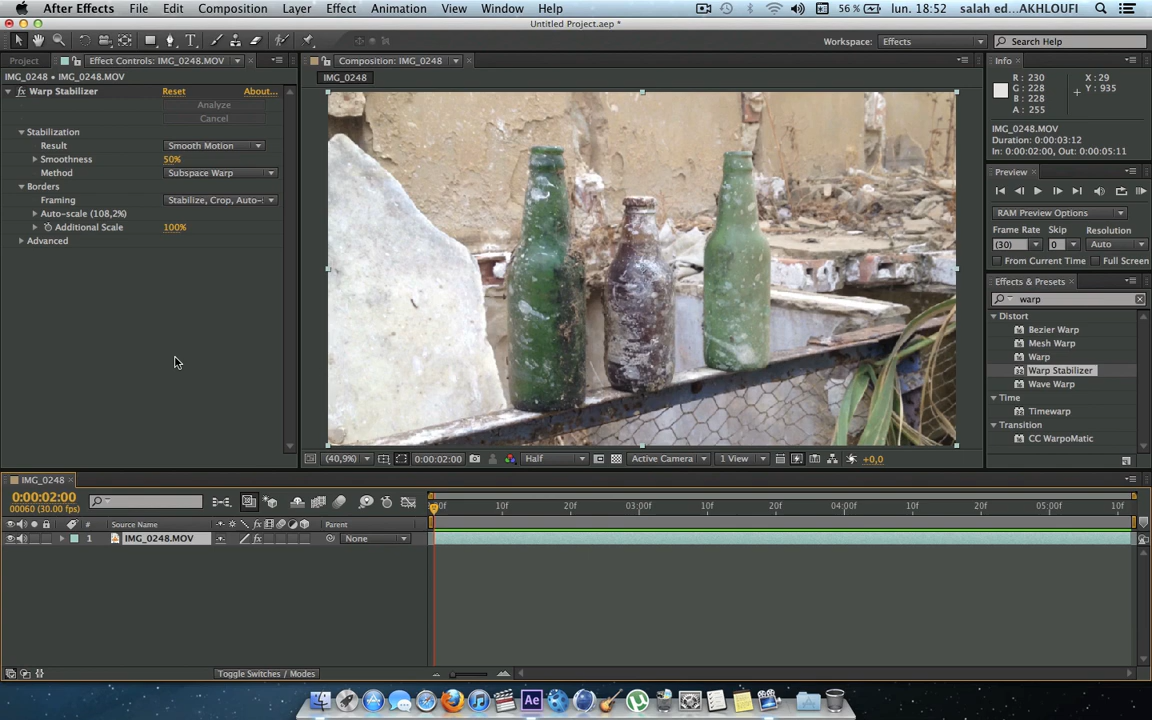 After Effects File Edit Composition Layer Effect Animation View Window Help 56 % lun. 18:52 salah ed...AKHLOUFI
Untitled Project.aep *
Workspace: Effects Search Help
Project Effect Controls: IMG_0248.MOV Composition: IMG_0248 Info
IMG_0248 • IMG_0248.MOV
IMG_0248
fx Warp Stabilizer Reset About...
Analyze
Cancel
Stabilization
Result Smooth Motion
Smoothness 50%
Method Subspace Warp
Borders
Framing Stabilize, Crop, Auto-
Auto-scale (108,2%)
Additional Scale 100%
Advanced
R : 230
G : 228
B : 228
A : 255
X : 29
Y : 935
IMG_0248.MOV
Duration: 0:00:03:12
In: 0:00:02:00, Out: 0:00:05:11
Preview
RAM Preview Options
Frame Rate Skip Resolution
(30) 0 Auto
From Current Time Full Screen
Effects & Presets
warp
Distort
Bezier Warp
Mesh Warp
Warp
Warp Stabilizer
Wave Warp
Time
Timewarp
Transition
CC WarpoMatic
(40,9%) 0:00:02:00 Half Active Camera 1 View +0,0
IMG_0248
0:00:02:00
00060 (30.00 fps)
10f 20f 03:00f 10f 20f 04:00f 10f 20f 05:00f 10f
# Source Name fx Parent
1 IMG_0248.MOV fx None
Toggle Switches / Modes
Ae